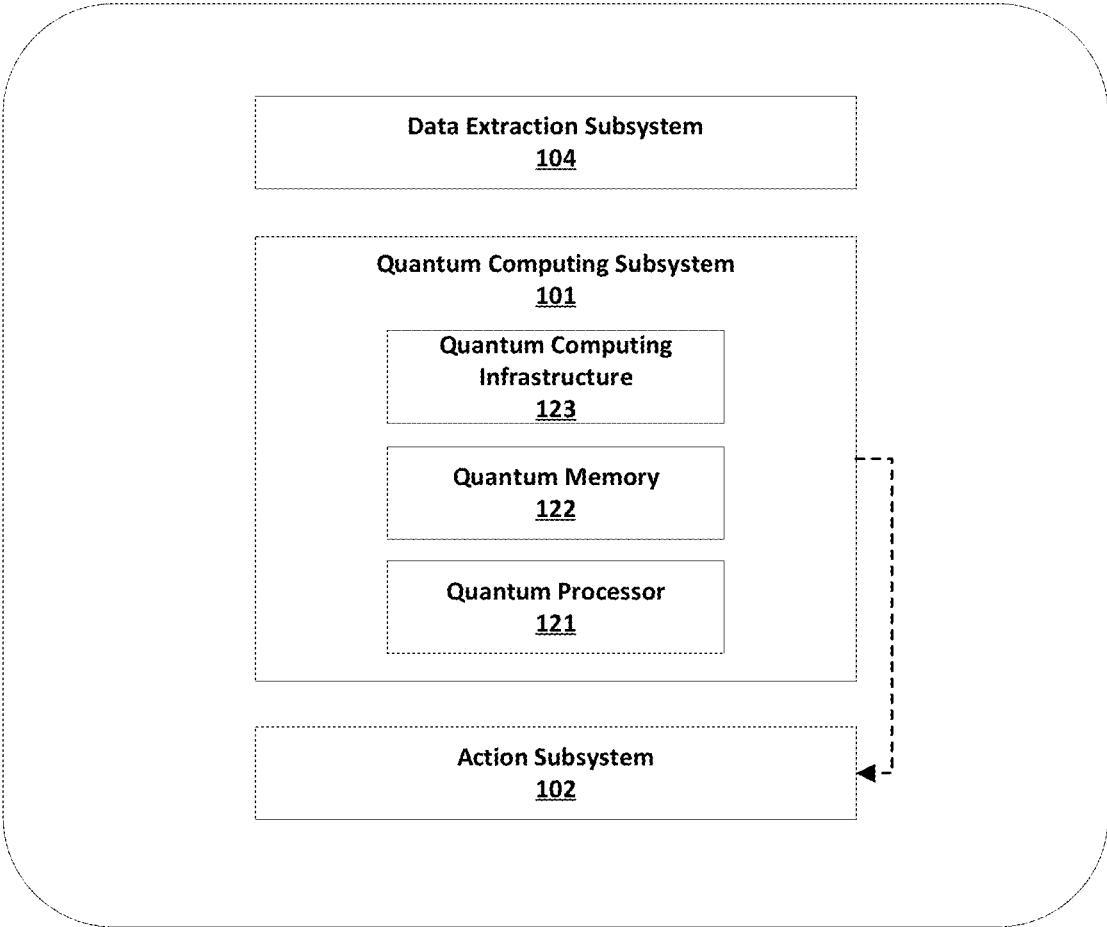 Data Extraction Subsystem
104
Quantum Computing Subsystem
101
Quantum Computing
Infrastructure
123
Quantum Memory
122
Quantum Processor
121
Action Subsystem
102